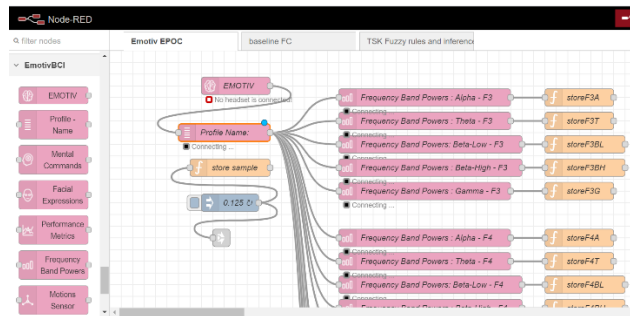 Node-RED
filter nodes
Emotiv EPOC
baseline FC
TSK Fuzzy rules and inferenc
EmotivBCI
EMOTIV
Profile - Name
Mental Commands
Facial Expressions
Performance Metrics
Frequency Band Powers
Motions Sensor
EMOTIV
No headset is connected!
Profile Name:
Connecting ...
store sample
Frequency Band Powers : Alpha - F3
storeF3A
Connecting
Frequency Band Powers : Theta - F3
storeF3T
Connecting
Frequency Band Powers: Beta-Low - F3
storeF3BL
Connecting
Frequency Band Powers : Beta-High - F3
storeF3BH
Connecting
Frequency Band Powers : Gamma - F3
storeF3G
Connecting ...
Frequency Band Powers : Alpha - F4
storeF4A
Connecting
Frequency Band Powers : Theta - F4
storeF4T
Connecting
Frequency Band Powers: Beta-Low - F4
storeF4BL
Connecting